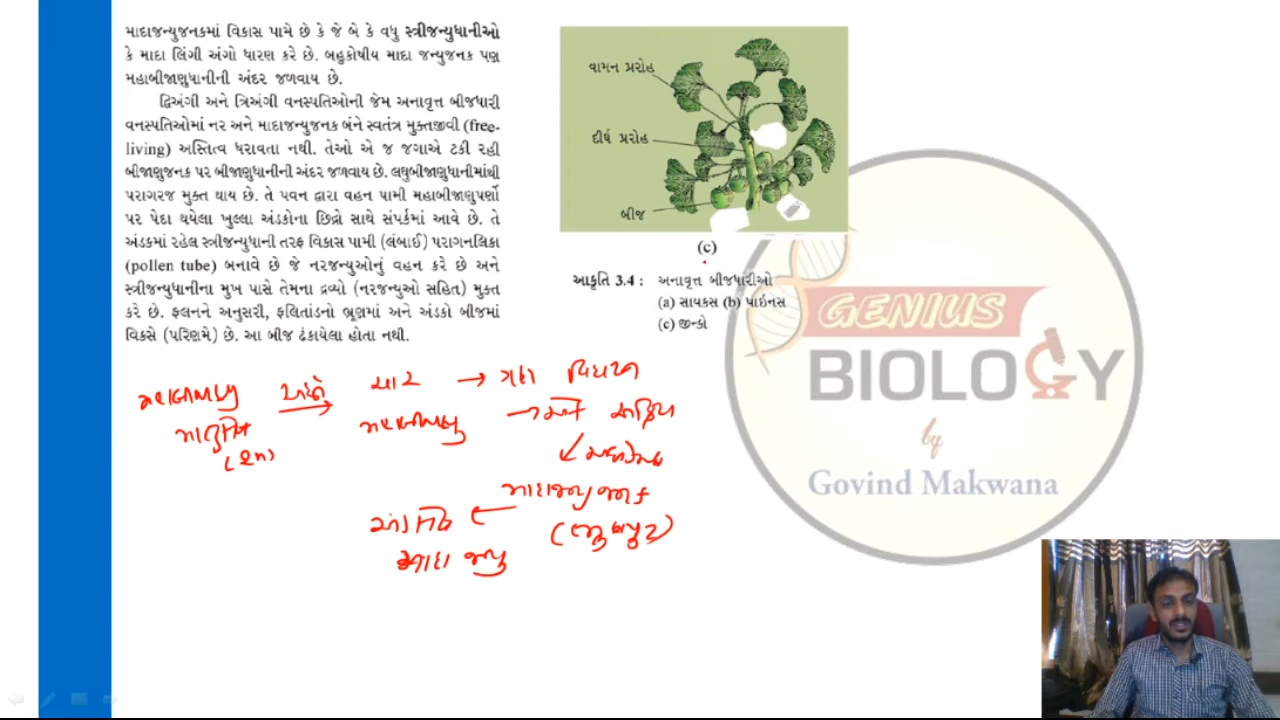 માદાજન્યુજનકમાં વિકાસ પામે છે કે જે બે કે વધુ સ્ત્રીજન્યુધાનીઓ
કે માદા લિંગી અંગો ધારણ કરે છે. બહુકોષીય માદા જન્યુજનક પણ
મહાબીજાણુધાનીની અંદર જળવાય છે.
દ્વિઅંગી અને ત્રિઅંગી વનસ્પતિઓની જેમ અનાવૃત્ત બીજધારી
વનસ્પતિઓમાં નર અને માદાજન્યુજનક બંને સ્વતંત્ર મુક્તજીવી (free-
living) અસ્તિત્વ ધરાવતા નથી. તેઓ એ જ જગાએ ટકી રહી
બીજાણુજનક પર બીજાણુધાનીની અંદર જળવાય છે. લઘુબીજાણુધાનીમાંથી
પરાગરજ મુક્ત થાય છે. તે પવન દ્વારા વહન પામી મહાબીજાણુપર્ણો
પર પેદા થયેલા ખુલ્લા અંડકોના છિદ્રો સાથે સંપર્કમાં આવે છે. તે
અંડકમાં રહેલ સ્ત્રીજન્યુધાની તરફ વિકાસ પામી (લંબાઈ) પરાગનલિકા
(pollen tube) બનાવે છે જે નરજન્યુઓનું વહન કરે છે અને
સ્ત્રીજન્યુધાનીના મુખ પાસે તેમના દ્રવ્યો (નરજન્યુઓ સહિત) મુક્ત
કરે છે. ફલનને અનુસરી, ફલિતાંડનો ભ્રૂણમાં અને અંડકો બીજમાં
વિકસે (પરિણમે) છે. આ બીજ ઢંકાયેલા હોતા નથી.
વામન પ્રરોહ
દીર્ઘ પ્રરોહ
બીજ
(c)
આકૃતિ 3.4 : અનાવૃત્ત બીજધારીઓ
(a) સાયકસ (b) પાઇનસ
(c) જીન્કો
ચાર
માતૃ
(2n)
GENIUS
BIOLOGY
by
Govind Makwana